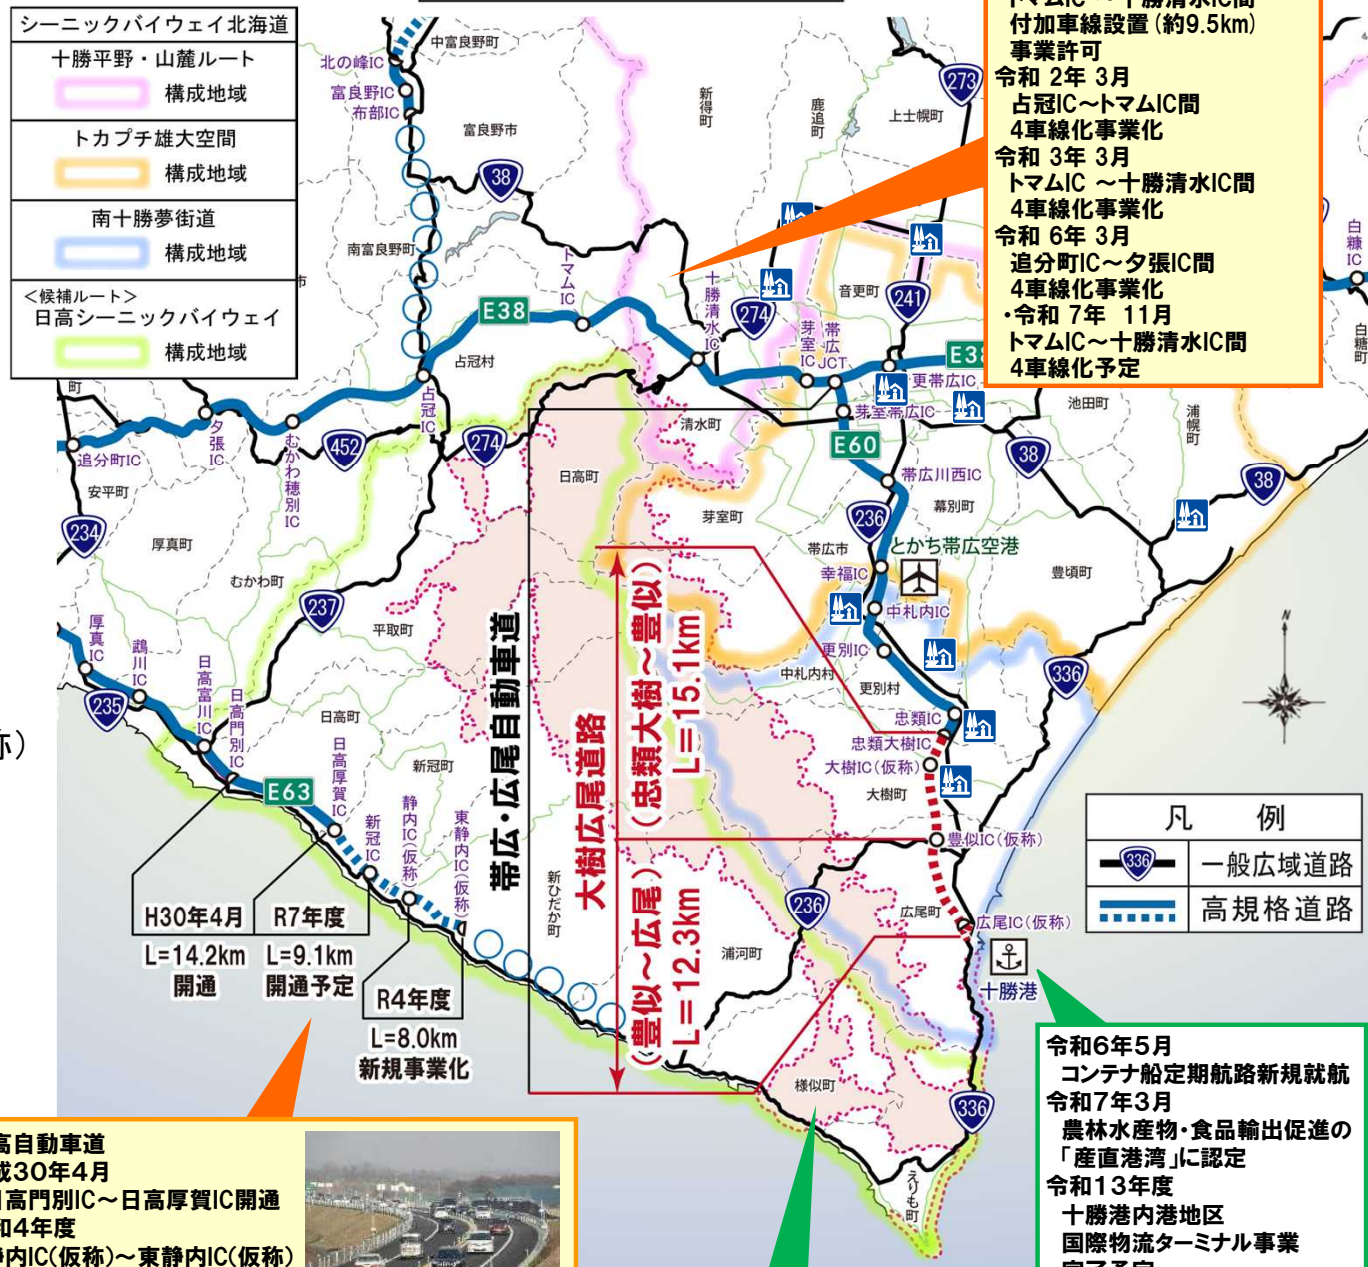 シーニックバイウェイ北海道
十勝平野・山麓ルート
構成地域
トカプチ雄大空間
構成地域
南十勝夢街道
構成地域
<候補ルート>
日高シーニックバイウェイ
構成地域
トマムIC～十勝清水IC間
付加車線設置(約9.5km)
事業許可
令和 2年 3月
占冠IC～トマムIC間
4車線化事業化
令和 3年 3月
トマムIC ～十勝清水IC間
4車線化事業化
令和 6年 3月
追分町IC～夕張IC間
4車線化事業化
・令和 7年 11月
トマムIC～十勝清水IC間
4車線化予定
中富良野町
北の峰IC
富良野IC
布部IC
富良野市
38
新得町
鹿追町
上士幌町
273
南富良野町
トマムIC
十勝清水IC
274
音更町
241
白糠IC
白糠町
E38
芽室IC
帯広JCT
占冠村
占冠IC
更帯広IC
芽室帯広IC
池田町
浦幌町
町
夕張IC
むかわ穂別IC
452
274
清水町
E60
38
38
追分町IC
安平町
234
厚真町
日高町
芽室町
帯広川西IC
幕別町
236
帯広市
とかち帯広空港
幸福IC
豊頃町
むかわ町
237
平取町
中札内IC
更別IC
中札内村
更別村
336
厚真IC
鵡川IC
235
日高富川IC
日高門別IC
日高町
日高厚賀IC
新冠町
新冠IC
静内IC(仮称)
東静内IC(仮称)
E63
忠類IC
忠類大樹IC
大樹IC(仮称)
大樹町
豊似IC(仮称)
帯広・広尾自動車道
大樹広尾道路
(忠類大樹～豊似)
L=15.1km
(豊似～広尾)
L=12.3km
新ひだか町
236
広尾町
広尾IC(仮称)
浦河町
十勝港
様似町
336
えりも町
称)
H30年4月
L=14.2km
開通
R7年度
L=9.1km
開通予定
R4年度
L=8.0km
新規事業化
凡 例
336
一般広域道路
高規格道路
N
令和6年5月
コンテナ船定期航路新規就航
令和7年3月
農林水産物・食品輸出促進の
「産直港湾」に認定
令和13年度
十勝港内港地区
国際物流ターミナル事業
完了予定
高自動車道
成30年4月
日高門別IC～日高厚賀IC開通
和4年度
静内IC(仮称)～東静内IC(仮称)